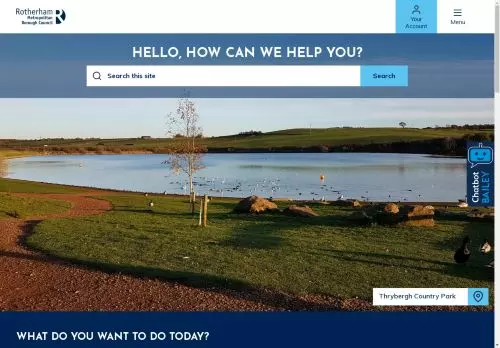 Rotherham
Metropolitan
Borough Council
Your
Account
Menu
HELLO, HOW CAN WE HELP YOU?
Search this site
Search
Chatbot
BAILEY
Thrybergh Country Park
WHAT DO YOU WANT TO DO TODAY?